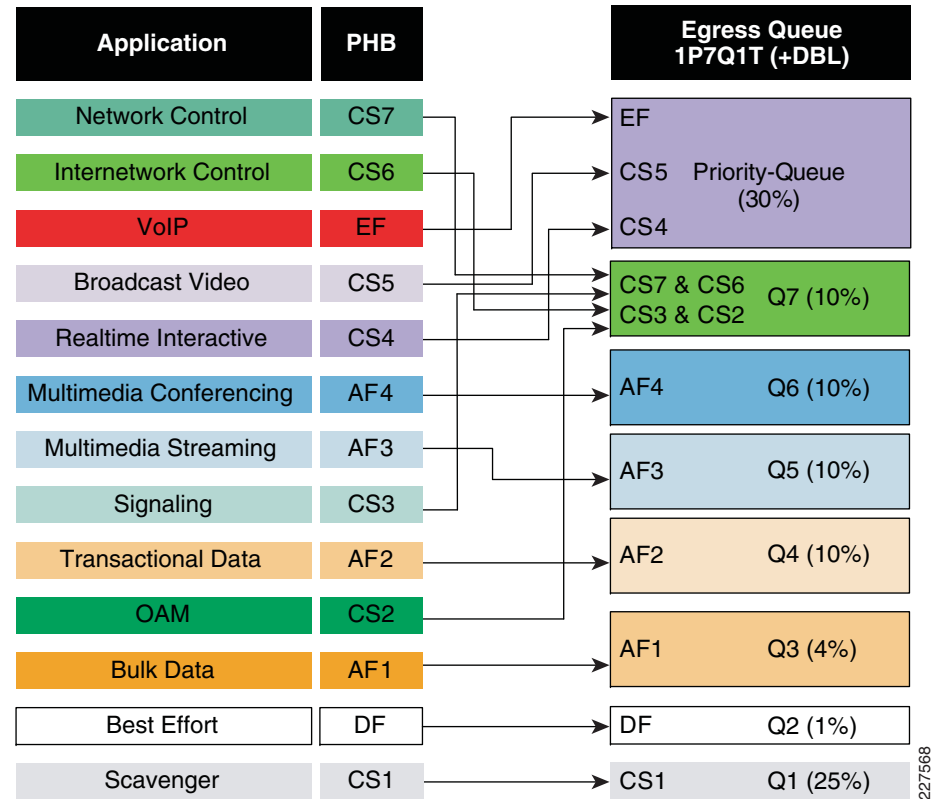 Application
PHB
Egress Queue
1P7Q1T (+DBL)
Network Control
CS7
Internetwork Control
CS6
VoIP
EF
Broadcast Video
CS5
Realtime Interactive
CS4
Multimedia Conferencing
AF4
Multimedia Streaming
AF3
Signaling
CS3
Transactional Data
AF2
OAM
CS2
Bulk Data
AF1
Best Effort
DF
Scavenger
CS1
EF
CS5
Priority-Queue
(30%)
CS4
CS7 & CS6
CS3 & CS2
Q7 (10%)
AF4
Q6 (10%)
AF3
Q5 (10%)
AF2
Q4 (10%)
AF1
Q3 (4%)
DF
Q2 (1%)
CS1
Q1 (25%)
227568